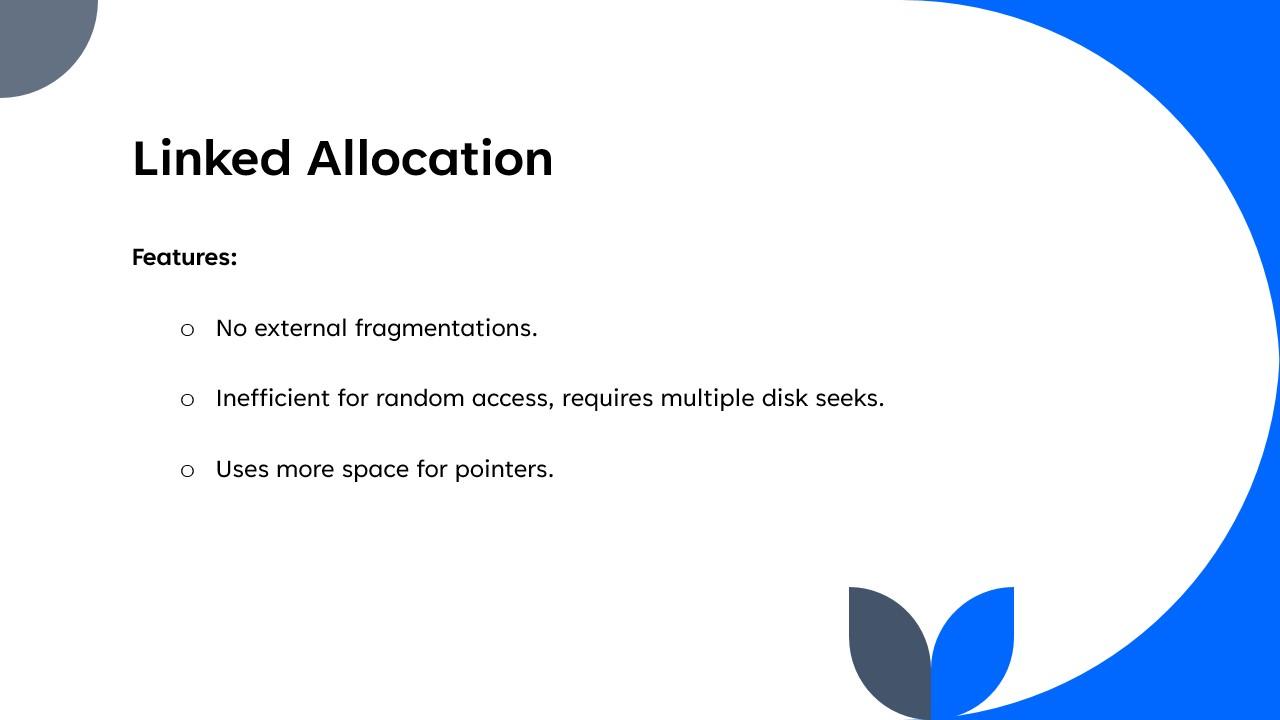 Linked Allocation
Features:
○ No external fragmentations.
○ Inefficient for random access, requires multiple disk seeks.
○ Uses more space for pointers.